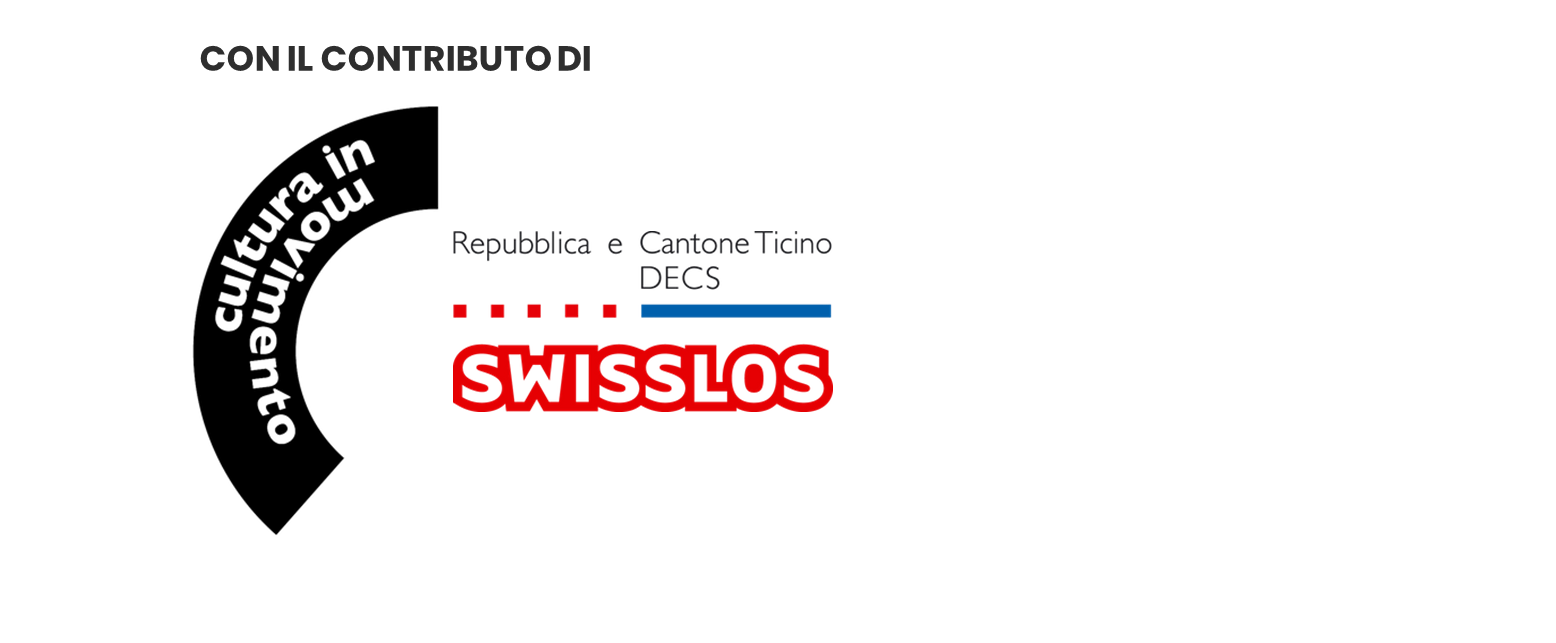 CON IL CONTRIBUTO DI
cultura in
movimento
Repubblica e Cantone Ticino
DECS
SWISSLOS